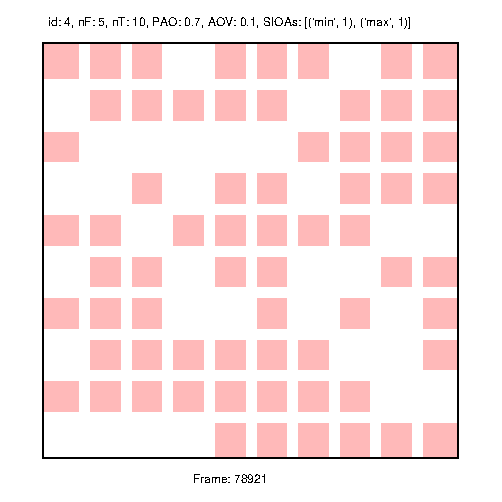 id: 4, nF: 5, nT: 10, PAO: 0.7, AOV: 0.1, SIOAs: [('min', 1), ('max', 1)]
Frame: 78921